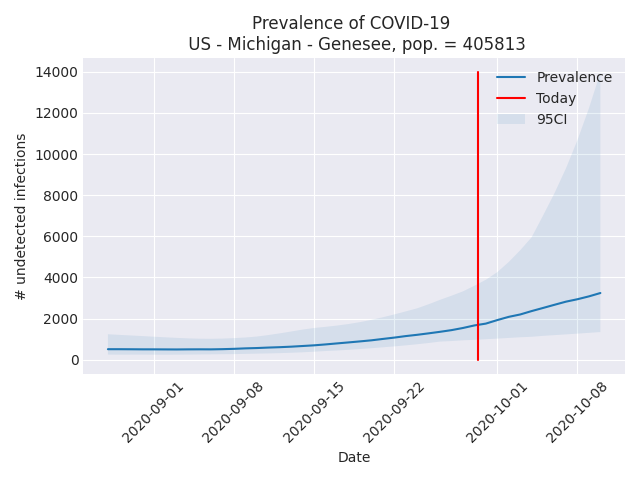 Prevalence of COVID-19
US - Michigan - Genesee, pop. = 405813
14000
12000
10000
8000
6000
4000
2000
0
# undetected infections
Prevalence
Today
95CI
2020-09-01
2020-09-08
2020-09-15
2020-09-22
2020-10-01
2020-10-08
Date